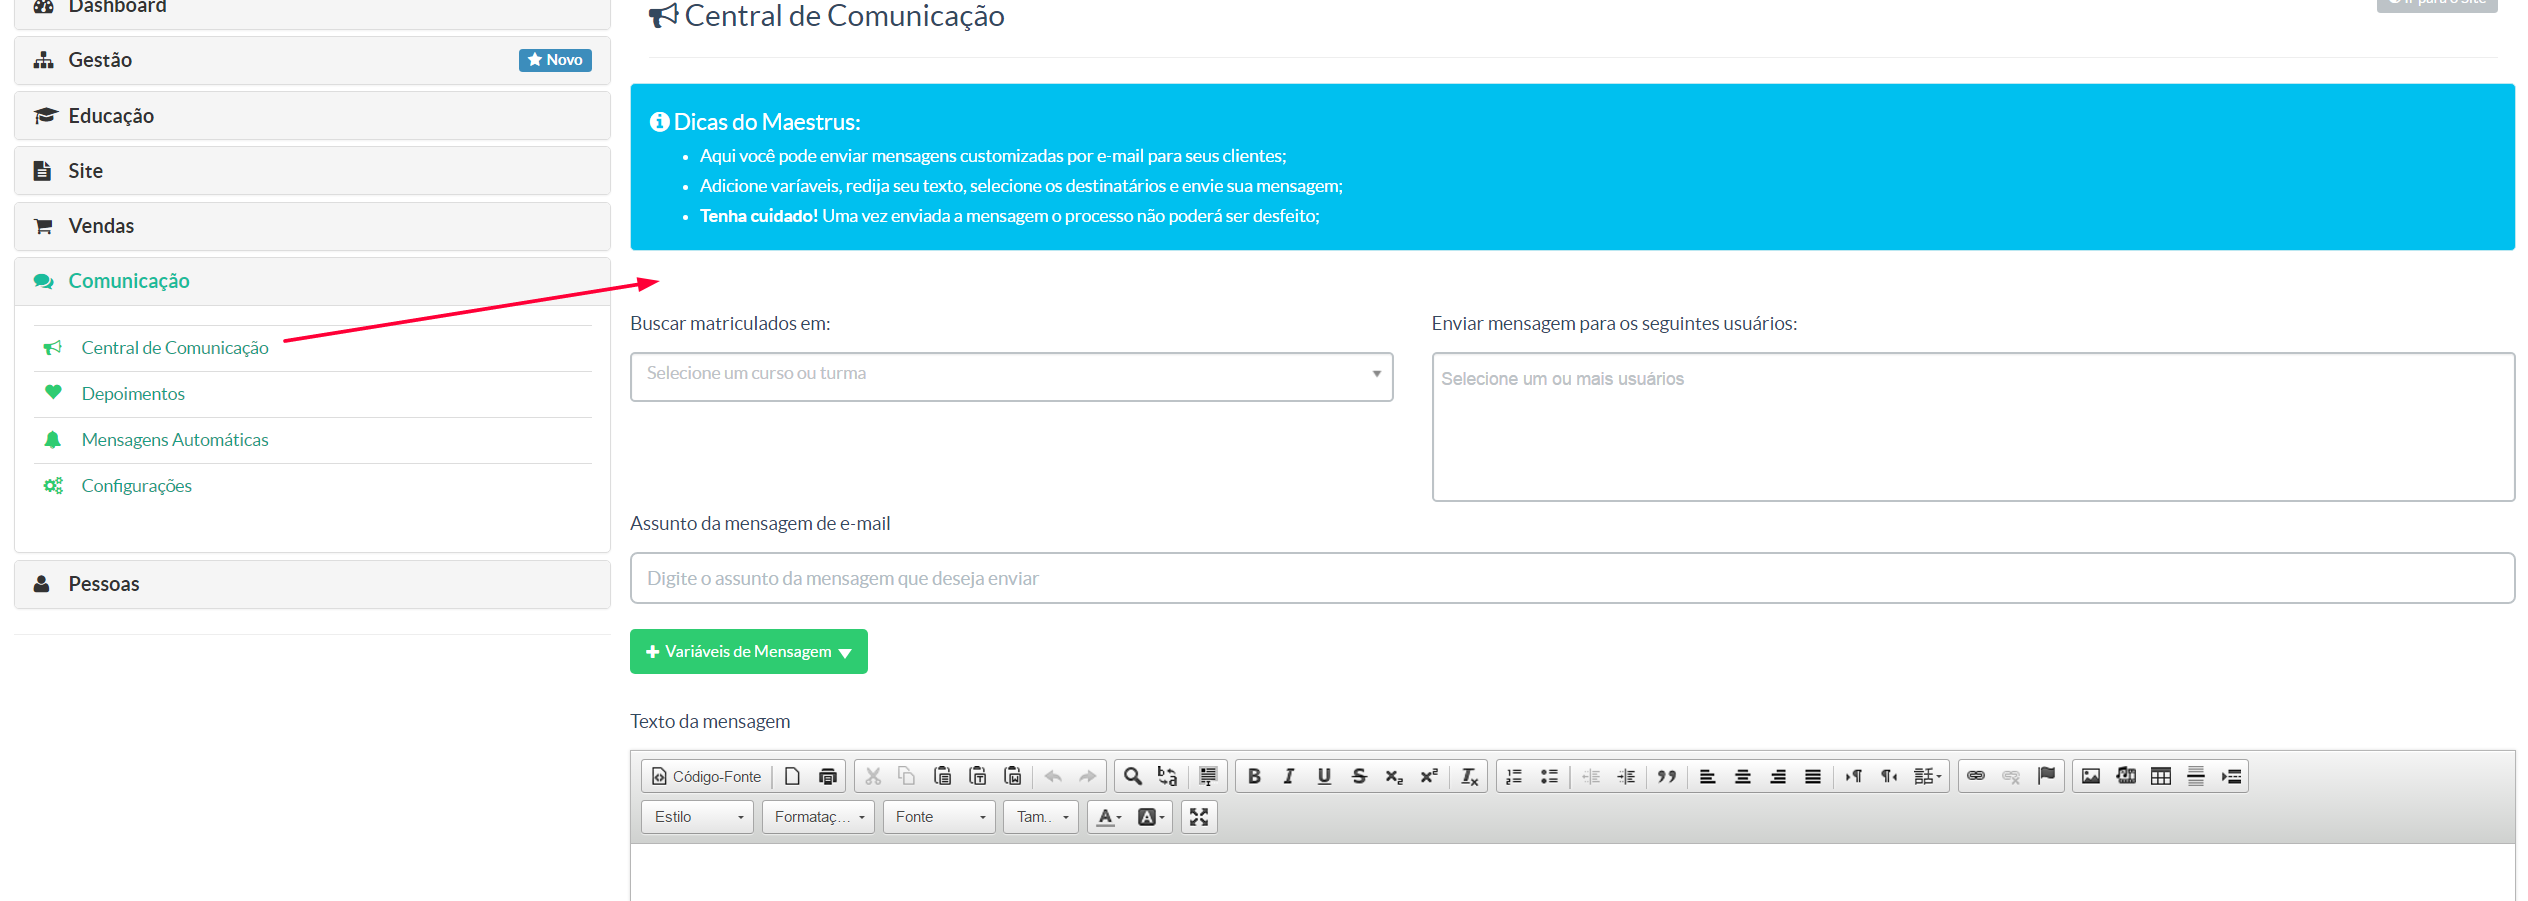 Dashboard
Gestão
Novo
Educação
Site
Vendas
Comunicação
Central de Comunicação
Depoimentos
Mensagens Automáticas
Configurações
Pessoas
Central de Comunicação
Ir para o Site
Dicas do Maestrus:
Aqui você pode enviar mensagens customizadas por e-mail para seus clientes;
Adicione varíaveis, redija seu texto, selecione os destinatários e envie sua mensagem;
Tenha cuidado! Uma vez enviada a mensagem o processo não poderá ser desfeito;
Buscar matriculados em:
Selecione um curso ou turma
Enviar mensagem para os seguintes usuários:
Selecione um ou mais usuários
Assunto da mensagem de e-mail
Digite o assunto da mensagem que deseja enviar
Variáveis de Mensagem
Texto da mensagem
Código-Fonte
Estilo
Formataç...
Fonte
Tam..